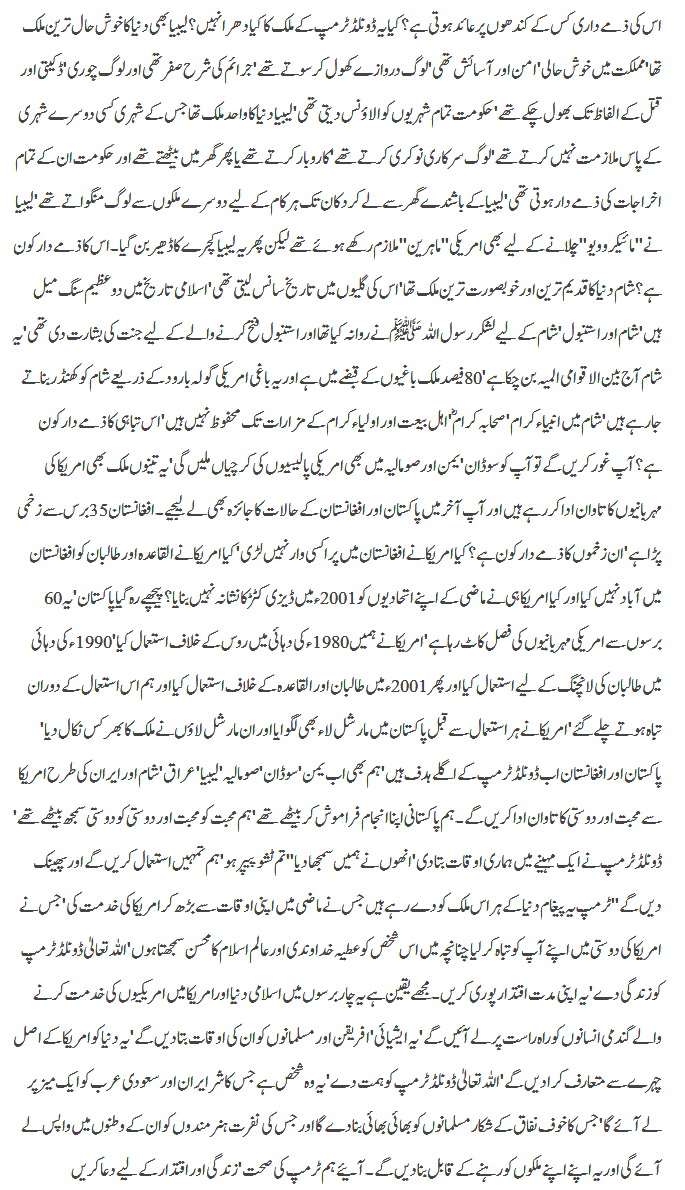 اس کی ذمے داری کس کے کندھوں پر عائد ہوتی ہے؟ کیا یہ ڈونلڈ ٹرمپ کے ملک کا کیا دھرا نہیں؟ لیبیا بھی دنیا کا خوش حال ترین ملک
تھا' مملکت میں خوش حالی' امن اور آسائش تھی' لوگ دروازے کھول کر سوتے تھے' جرائم کی شرح صفر تھی اور لوگ چوری' ڈکیتی اور
قتل کے الفاظ تک بھول چکے تھے' حکومت تمام شہریوں کو الاؤنس دیتی تھی' لیبیا دنیا کا واحد ملک تھا جس کے شہری کسی دوسرے شہری
کے پاس ملازمت نہیں کرتے تھے' لوگ سرکاری نوکری کرتے تھے' کاروبار کرتے تھے یا پھر گھر میں بیٹھتے تھے اور حکومت ان کے تمام
اخراجات کی ذمے دار ہوتی تھی' لیبیا کے باشندے گھر سے لے کر دکان تک ہر کام کے لیے دوسرے ملکوں سے لوگ منگواتے تھے' لیبیا
نے ''مائیکروویو'' چلانے کے لیے بھی امریکی ''ماہرین'' ملازم رکھے ہوئے تھے لیکن پھر یہ لیبیا کچرے کا ڈھیر بن گیا۔ اس کا ذمے دار کون
ہے؟ شام دنیا کا قدیم ترین اور خوبصورت ترین ملک تھا' اس کی گلیوں میں تاریخ سانس لیتی تھی' اسلامی تاریخ میں دو عظیم سنگ میل
ہیں' شام اور استنبول' شام کے لیے لشکر رسول اللہ ﷺ نے روانہ کیا تھا اور استنبول فتح کرنے والے کے لیے جنت کی بشارت دی تھی' یہ
شام آج بین الاقوامی المیہ بن چکا ہے' 80 فیصد ملک باغیوں کے قبضے میں ہے اور یہ باغی امریکی گولہ بارود کے ذریعے شام کو کھنڈر بناتے
جا رہے ہیں' شام میں انبیاء کرام' صحابہ کرامؓ' اہل بیعت اور اولیاء کرام کے مزارات تک محفوظ نہیں ہیں' اس تباہی کا ذمے دار کون
ہے؟ آپ غور کریں گے تو آپ کو سوڈان' یمن اور صومالیہ میں بھی امریکی پالیسیوں کی کرچیاں ملیں گی' یہ تینوں ملک بھی امریکا کی
مہربانیوں کا تاوان ادا کر رہے ہیں اور آپ آخر میں پاکستان اور افغانستان کے حالات کا جائزہ بھی لے لیجیے۔ افغانستان 35 برس سے زخمی
پڑا ہے' ان زخموں کا ذمے دار کون ہے؟ کیا امریکا نے افغانستان میں پراکسی وار نہیں لڑی' کیا امریکا نے القاعدہ اور طالبان کو افغانستان
میں آباد نہیں کیا اور کیا امریکا ہی نے ماضی کے اپنے اتحادیوں کو 2001ء میں ڈیزی کٹڑ کا نشانہ نہیں بنایا؟ پیچھے رہ گیا پاکستان' یہ 60
برسوں سے امریکی مہربانیوں کی فصل کاٹ رہا ہے' امریکا نے ہمیں 1980ء کی دہائی میں روس کے خلاف استعمال کیا' 1990ء کی دہائی
میں طالبان کی لانچنگ کے لیے استعمال کیا اور پھر 2001ء میں طالبان اور القاعدہ کے خلاف استعمال کیا اور ہم اس استعمال کے دوران
تباہ ہوتے چلے گئے' امریکا نے ہر استعمال سے قبل پاکستان میں مارشل لاء بھی لگوایا اور ان مارشل لاؤں نے ملک کا بھرکس نکال دیا'
پاکستان اور افغانستان اب ڈونلڈ ٹرمپ کے اگلے ہدف ہیں' ہم بھی اب یمن' سوڈان' صومالیہ' لیبیا' عراق' شام اور ایران کی طرح امریکا
سے محبت اور دوستی کا تاوان ادا کریں گے۔ ہم پاکستانی اپنا انجام فراموش کر بیٹھے تھے' ہم محبت کو محبت اور دوستی کو دوستی سمجھ بیٹھے تھے'
ڈونلڈ ٹرمپ نے ایک مہینے میں ہماری اوقات بتا دی' انھوں نے ہمیں سمجھا دیا ''تم ٹشو پیپر ہو' ہم تمہیں استعمال کریں گے اور پھینک
دیں گے'' ٹرمپ یہ پیغام دنیا کے ہر اس ملک کو دے رہے ہیں جس نے ماضی میں اپنی اوقات سے بڑھ کر امریکا کی خدمت کی' جس نے
امریکا کی دوستی میں اپنے آپ کو تباہ کر لیا چنانچہ میں اس شخص کو عطیہ خداوندی اور عالم اسلام کا محسن سمجھتا ہوں' اللہ تعالیٰ ڈونلڈ ٹرمپ
کو زندگی دے' یہ اپنی مدت اقتدار پوری کریں۔ مجھے یقین ہے یہ چار برسوں میں اسلامی دنیا اور امریکا میں امریکیوں کی خدمت کرنے
والے گندمی انسانوں کو راہ راست پر لے آئیں گے' یہ ایشیائی' افریقن اور مسلمانوں کو ان کی اوقات بتا دیں گے' یہ دنیا کو امریکا کے اصل
چہرے سے متعارف کرا دیں گے' اللہ تعالیٰ ڈونلڈ ٹرمپ کو ہمت دے' یہ وہ شخص ہے جس کا شر ایران اور سعودی عرب کو ایک میز پر
لے آئے گا' جس کا خوف نفاق کے شکار مسلمانوں کو بھائی بھائی بنا دے گا اور جس کی نفرت ہنر مندوں کو ان کے وطنوں میں واپس لے
آئے گی اور یہ اپنے اپنے ملکوں کو رہنے کے قابل بنا دیں گے۔ آیئے ہم ٹرمپ کی صحت' زندگی اور اقتدار کے لیے دعا کریں